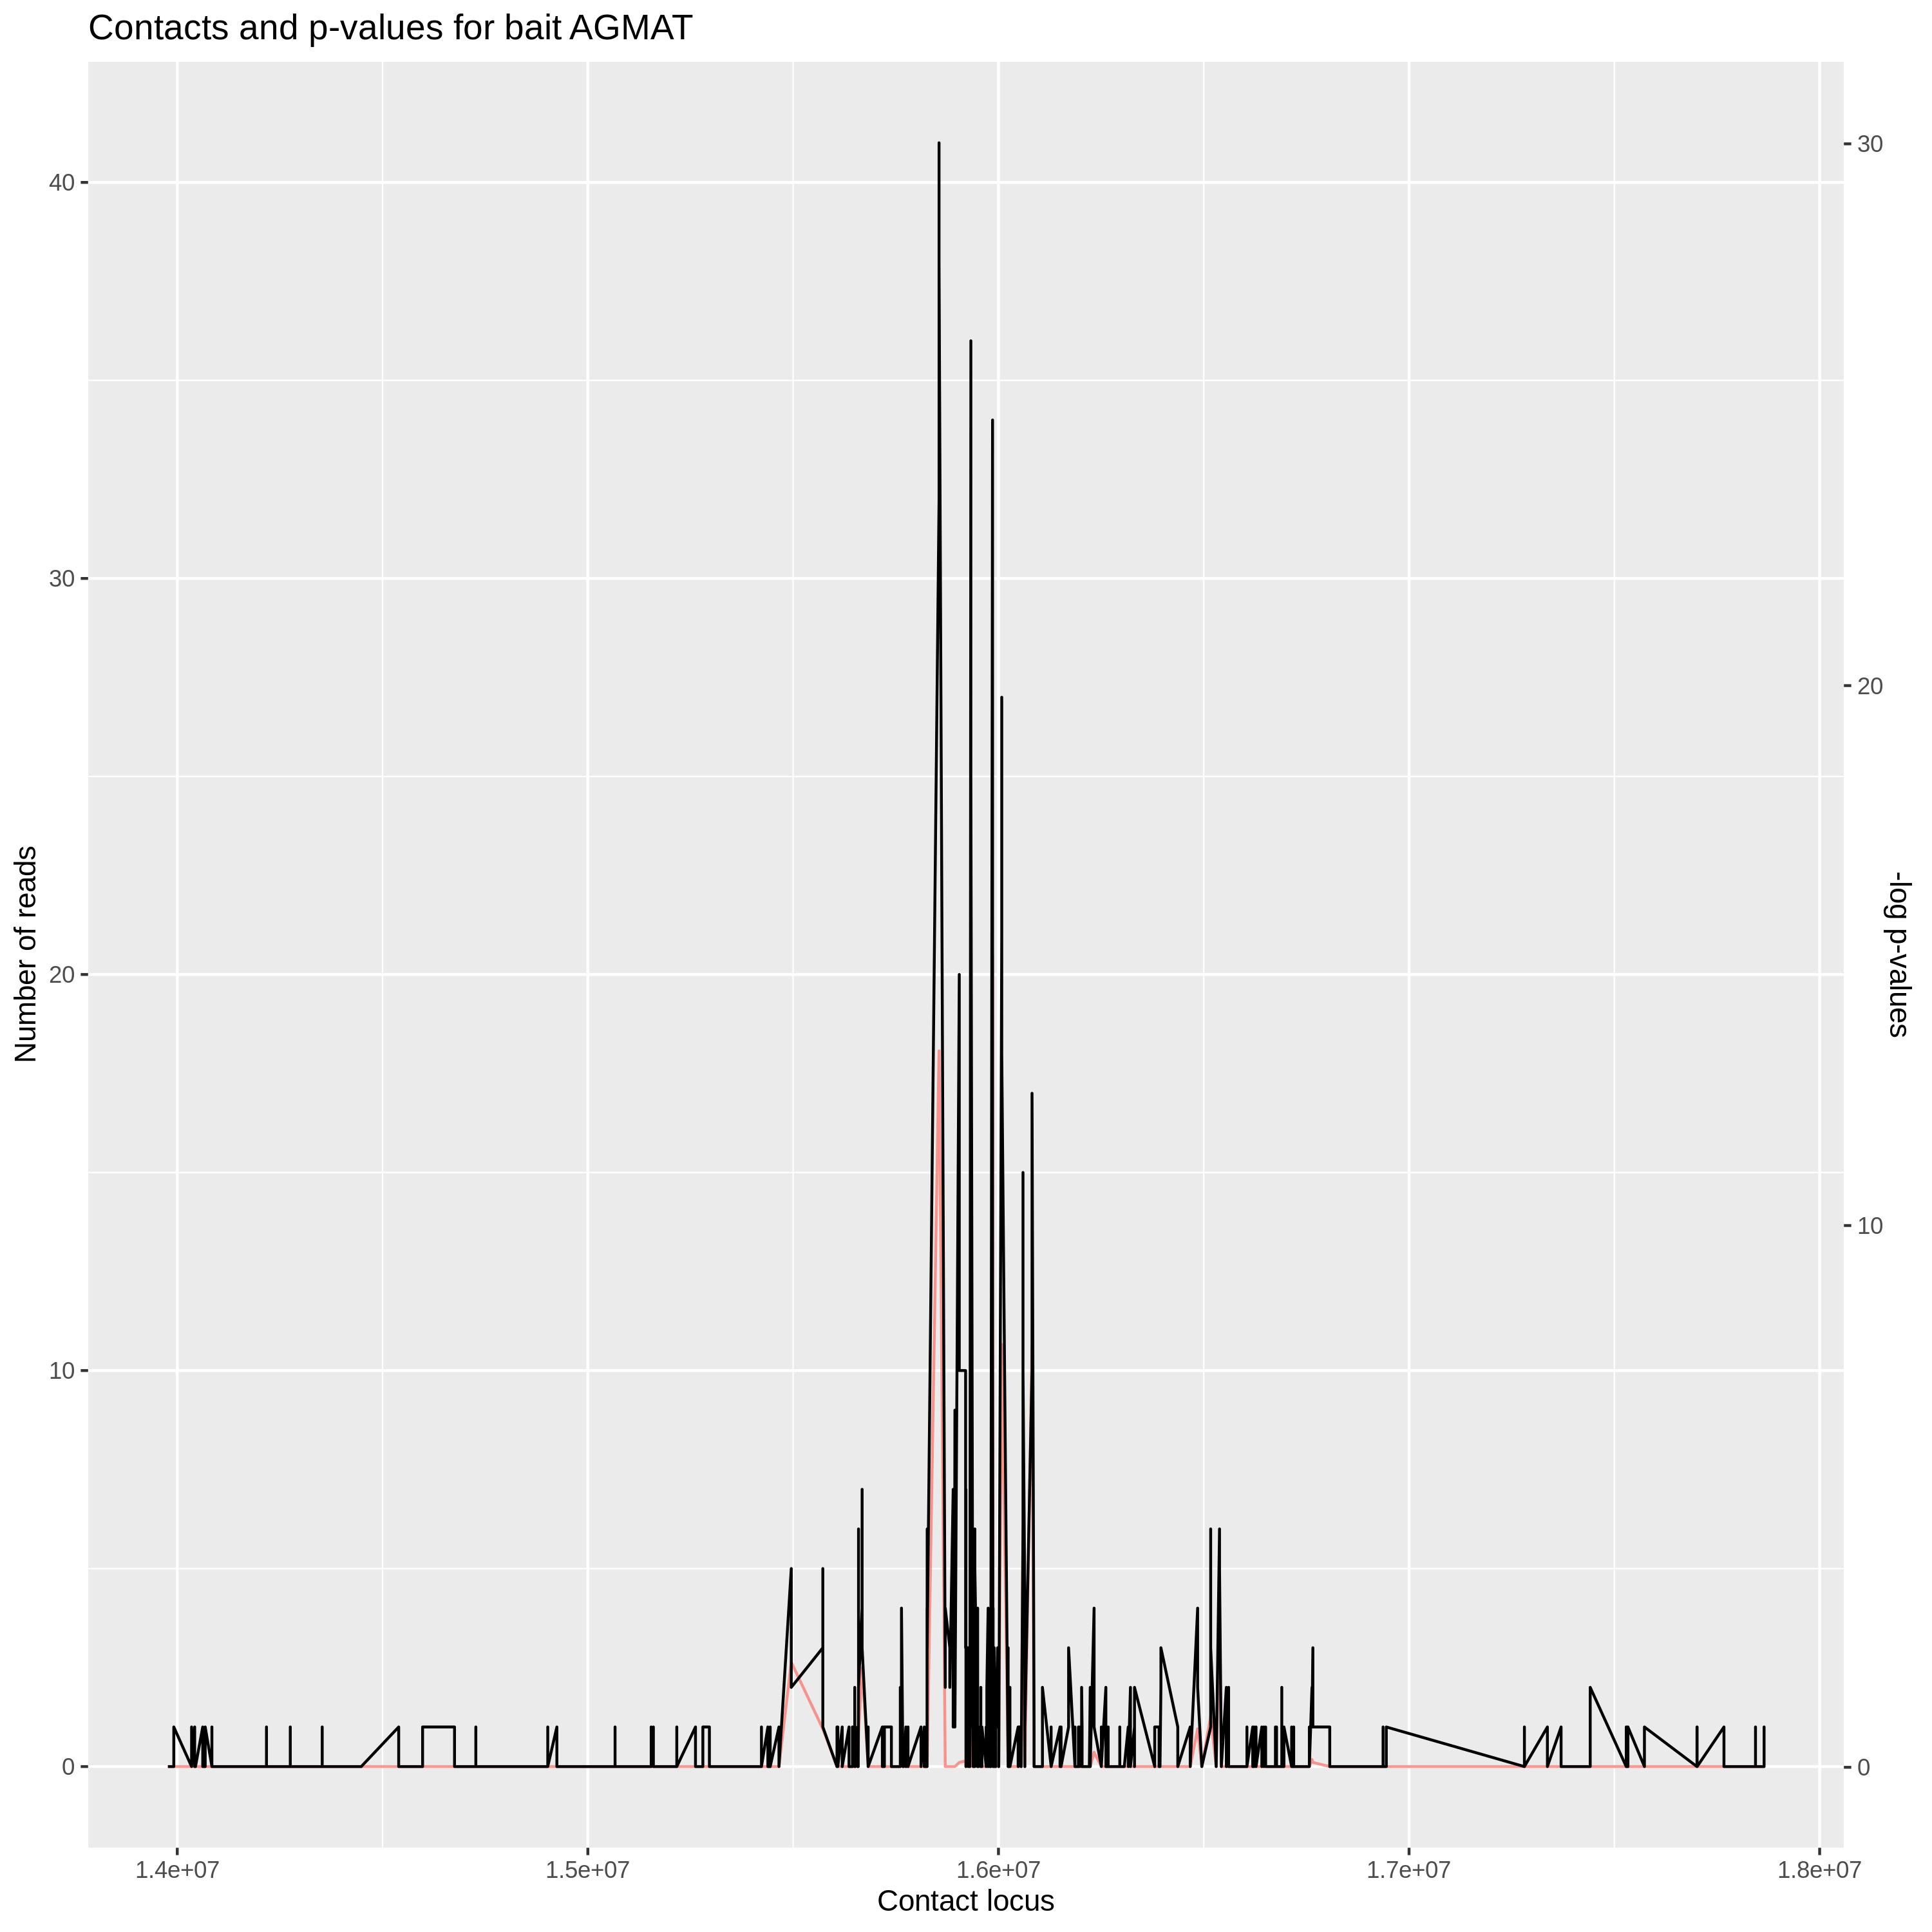 Contacts and p-values for bait AGMAT
40
30
20
10
0
Number of reads
30
20
10
0
-log p-values
1.4e+07 1.5e+07 1.6e+07 1.7e+07 1.8e+07
Contact locus